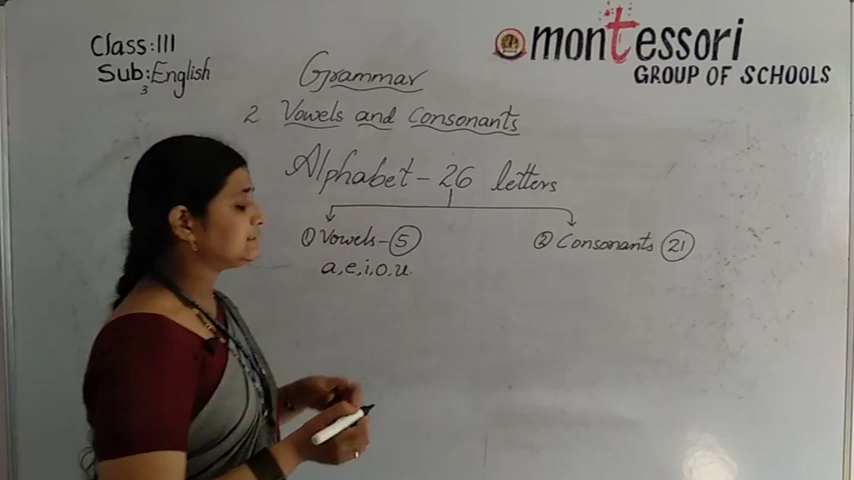 Class:III
Sub:English
3
montessori
GROUP OF SCHOOLS
Grammar
2 Vowels and Consonants
Alphabet - 26 letters
① Vowels - 5
a, e, i, o, u.
② Consonants 21